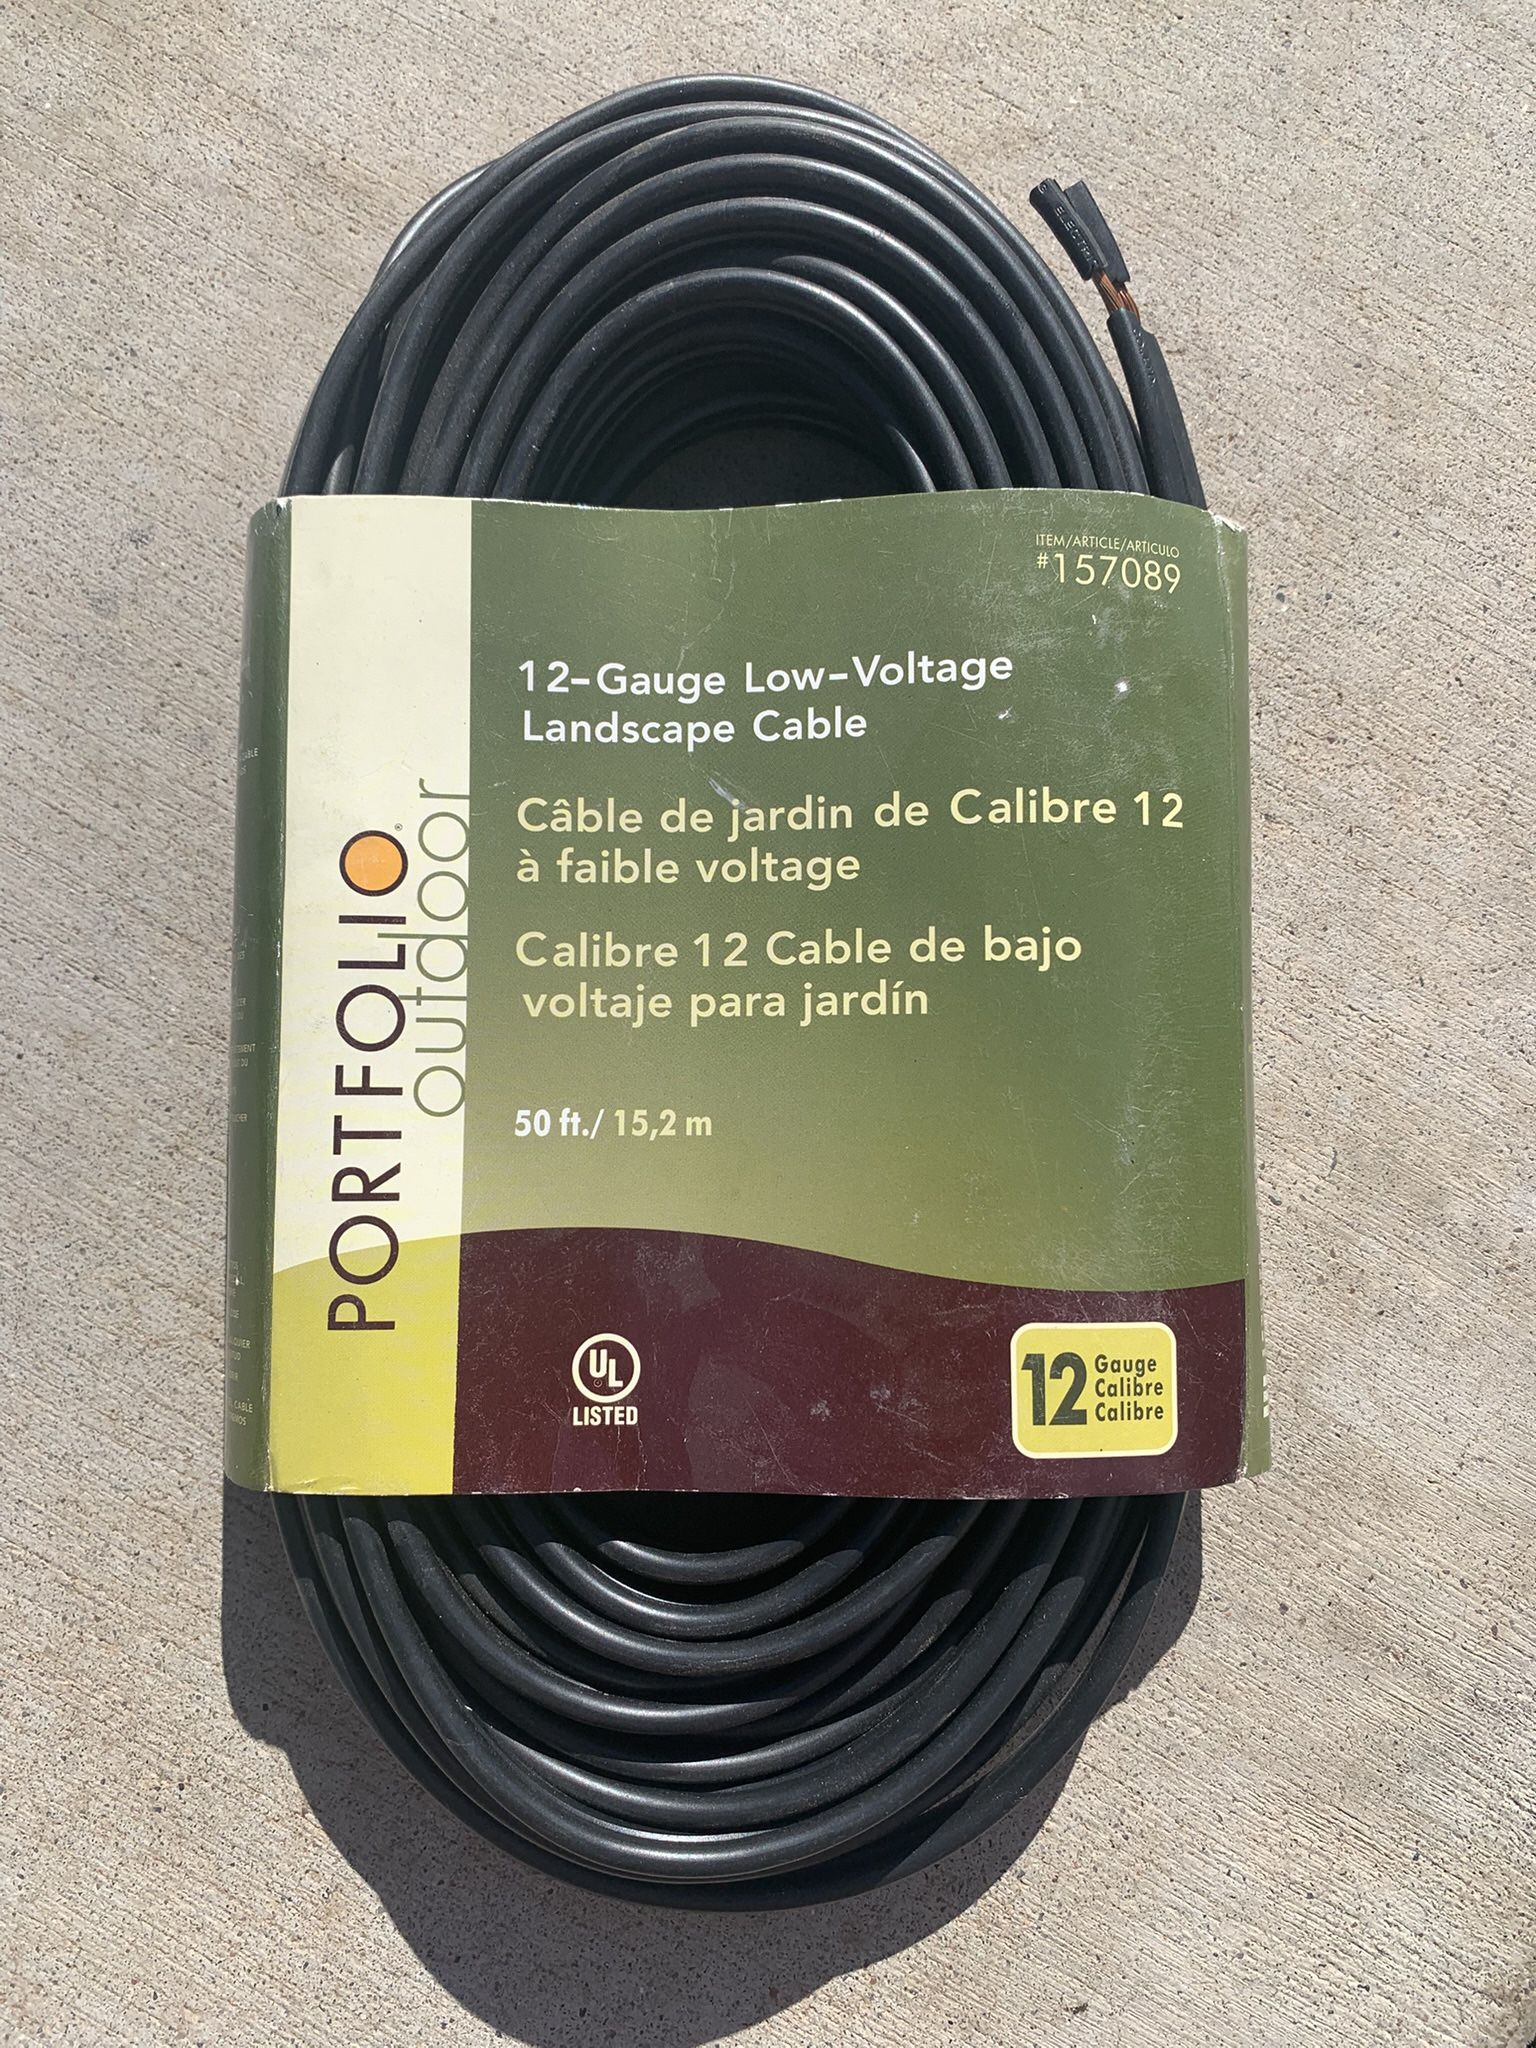 ELECTRIC
ITEM/ARTICLE/ARTICULO
#157089
12-Gauge Low-Voltage
Landscape Cable
Câble de jardin de Calibre 12
à faible voltage
Calibre 12 Cable de bajo
voltaje para jardín
50 ft./ 15,2 m
PORTFOLIO®
outdoor
UL
LISTED
12 Gauge
Calibre
Calibre
CABLE